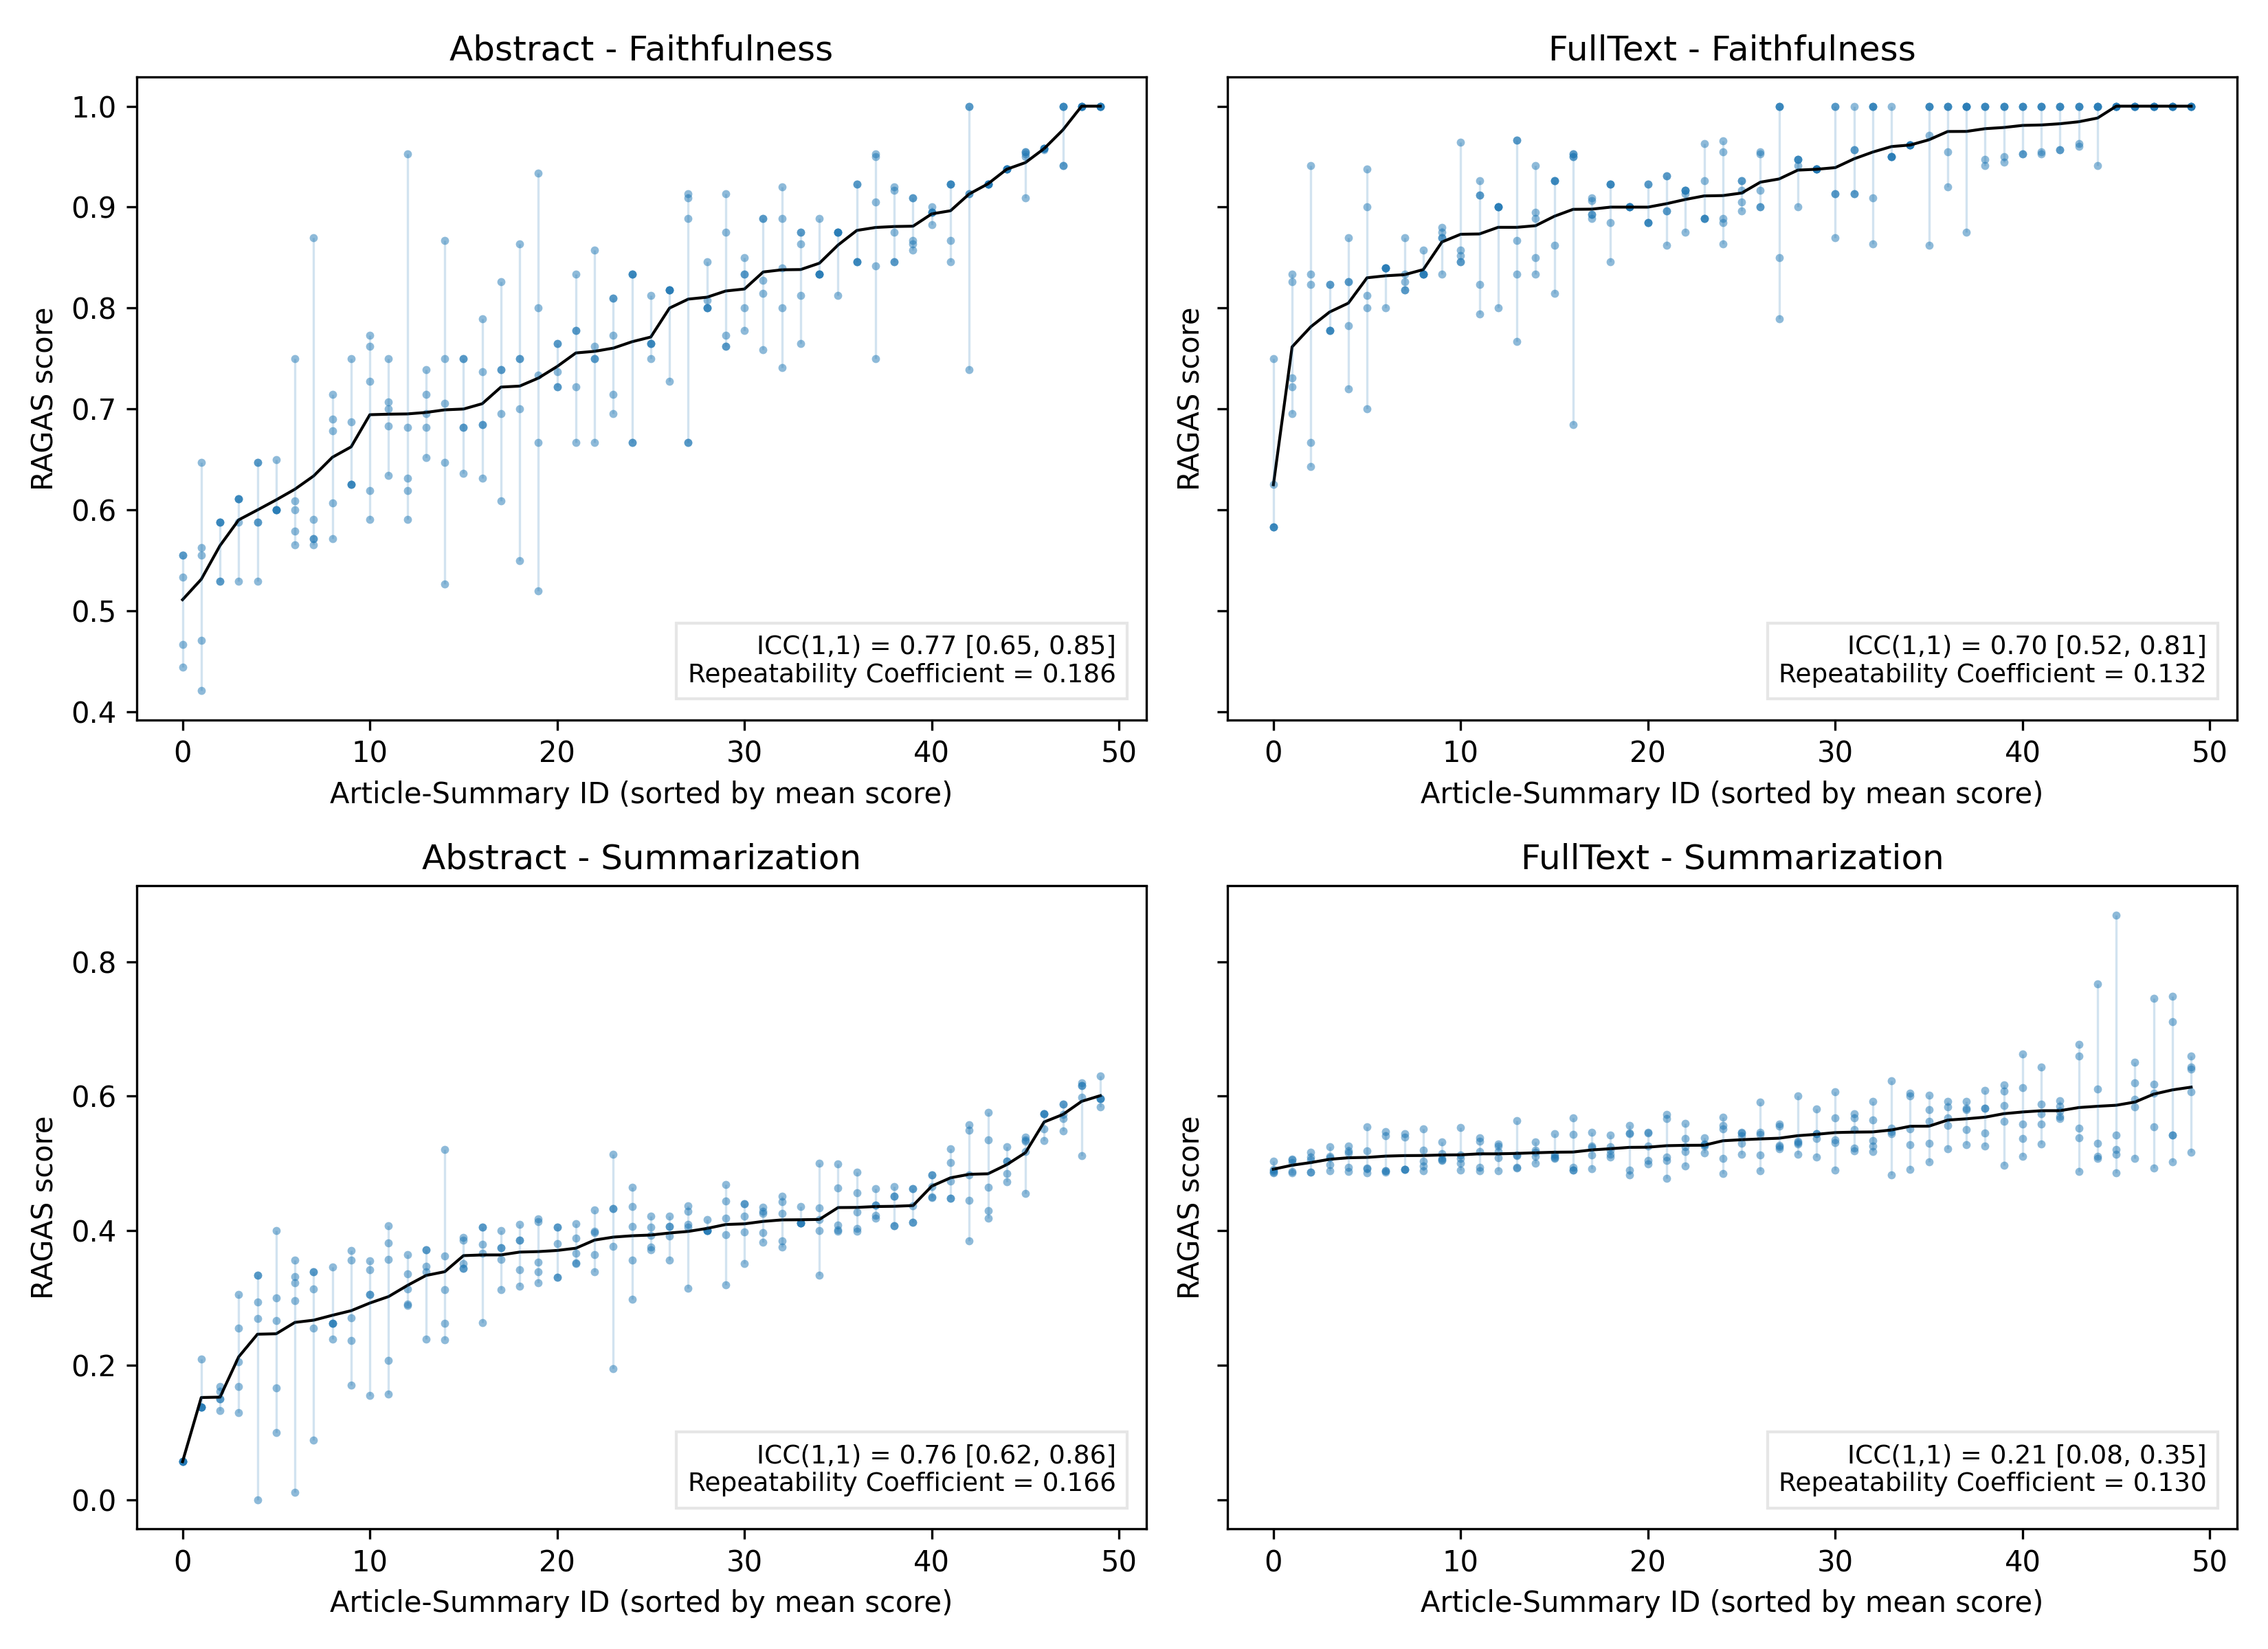 Abstract - Faithfulness
1.0
0.9
0.8
0.7
0.6
0.5
0.4
RAGAS score
ICC(1,1) = 0.77 [0.65, 0.85]
Repeatability Coefficient = 0.186
0 10 20 30 40 50
Article-Summary ID (sorted by mean score)
FullText - Faithfulness
RAGAS score
ICC(1,1) = 0.70 [0.52, 0.81]
Repeatability Coefficient = 0.132
0 10 20 30 40 50
Article-Summary ID (sorted by mean score)
Abstract - Summarization
0.8
0.6
0.4
0.2
0.0
RAGAS score
ICC(1,1) = 0.76 [0.62, 0.86]
Repeatability Coefficient = 0.166
0 10 20 30 40 50
Article-Summary ID (sorted by mean score)
FullText - Summarization
RAGAS score
ICC(1,1) = 0.21 [0.08, 0.35]
Repeatability Coefficient = 0.130
0 10 20 30 40 50
Article-Summary ID (sorted by mean score)